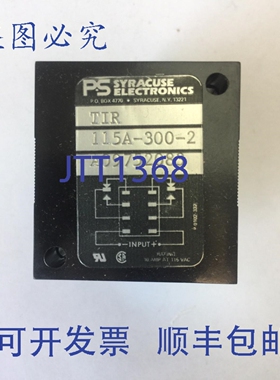 是图必究
PS SYRACUSE ELECTRONICS
P.O. BOX 4770 • SYRACUSE, N.Y. 13221
TIR
115A-300-2
JTT1368
INPUT
RATING
115 VAC
可开发票 顺丰包邮